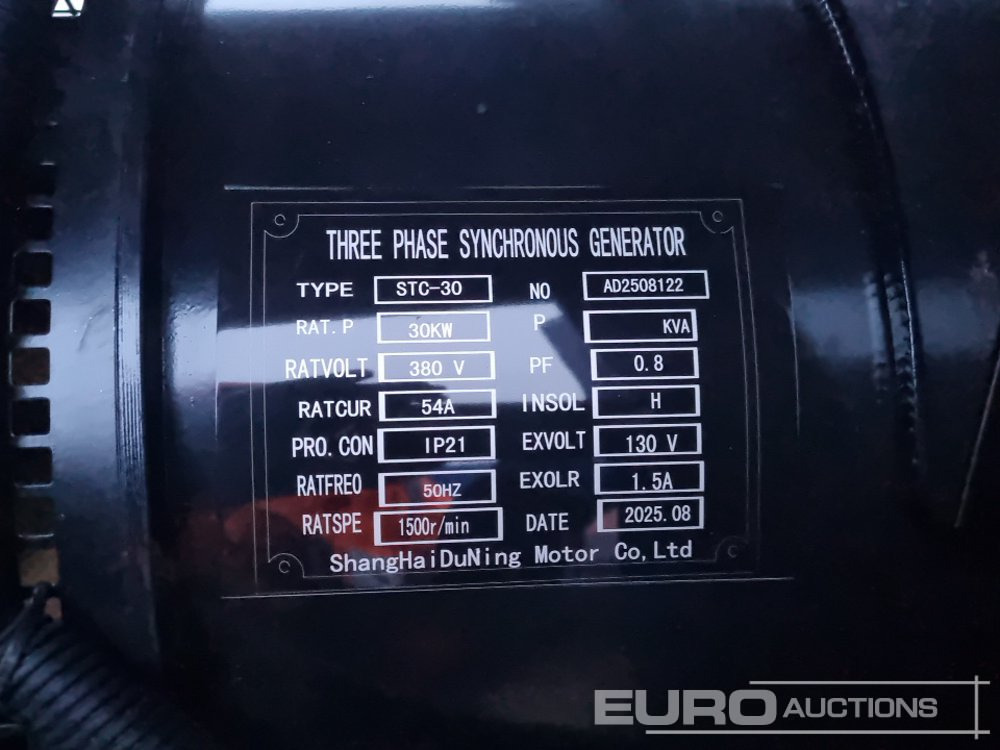 THREE PHASE SYNCHRONOUS GENERATOR
TYPE STC-30 NO AD2508122
RAT.P 30KW P KVA
RATVOLT 380 V PF 0.8
RATCUR 54A INSOL H
PRO.CON IP21 EXVOLT 130 V
RATFREO 50HZ EXOLR 1.5A
RATSPE 1500r/min DATE 2025.08
ShangHaiDuNing Motor Co,Ltd
EURO AUCTIONS